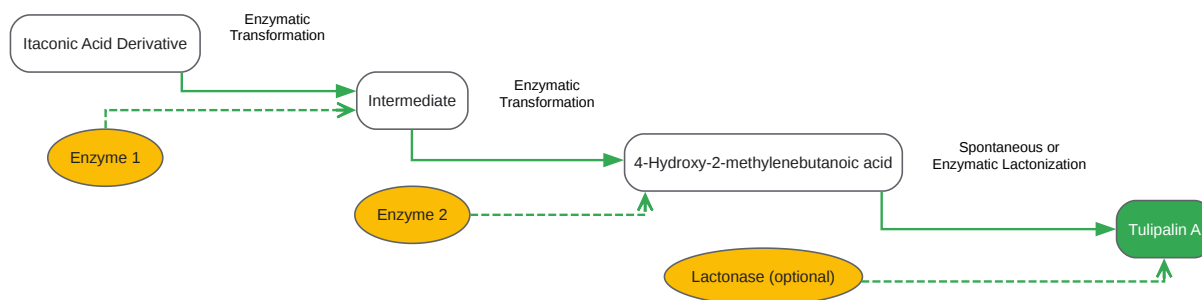 Itaconic Acid Derivative
Enzymatic
Transformation
Intermediate
Enzymatic
Transformation
Enzyme 1
4-Hydroxy-2-methylenebutanoic acid
Spontaneous or
Enzymatic Lactonization
Enzyme 2
Tulipalin A
Lactonase (optional)